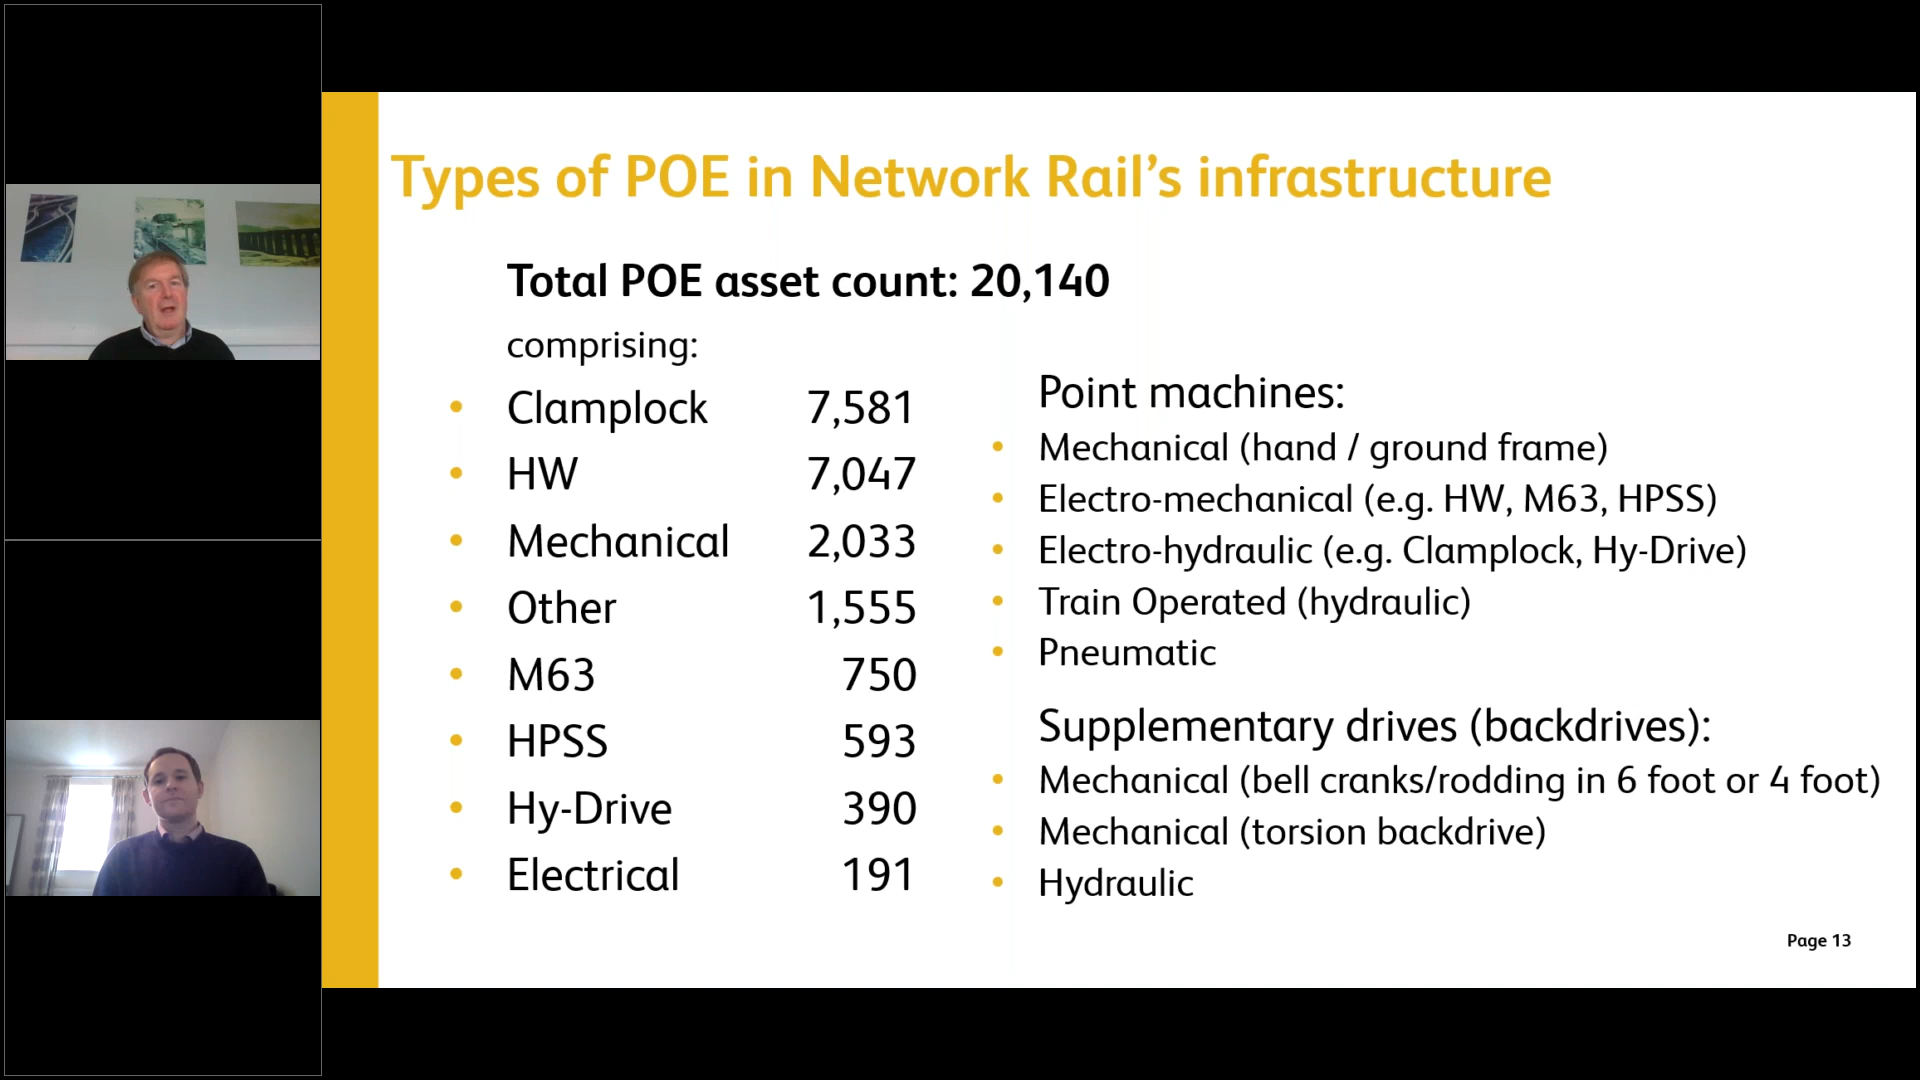 Types of POE in Network Rail’s infrastructure
Total POE asset count: 20,140
comprising:
Clamplock 7,581
HW 7,047
Mechanical 2,033
Other 1,555
M63 750
HPSS 593
Hy-Drive 390
Electrical 191
Point machines:
Mechanical (hand / ground frame)
Electro-mechanical (e.g. HW, M63, HPSS)
Electro-hydraulic (e.g. Clamplock, Hy-Drive)
Train Operated (hydraulic)
Pneumatic
Supplementary drives (backdrives):
Mechanical (bell cranks/rodding in 6 foot or 4 foot)
Mechanical (torsion backdrive)
Hydraulic
Page 13